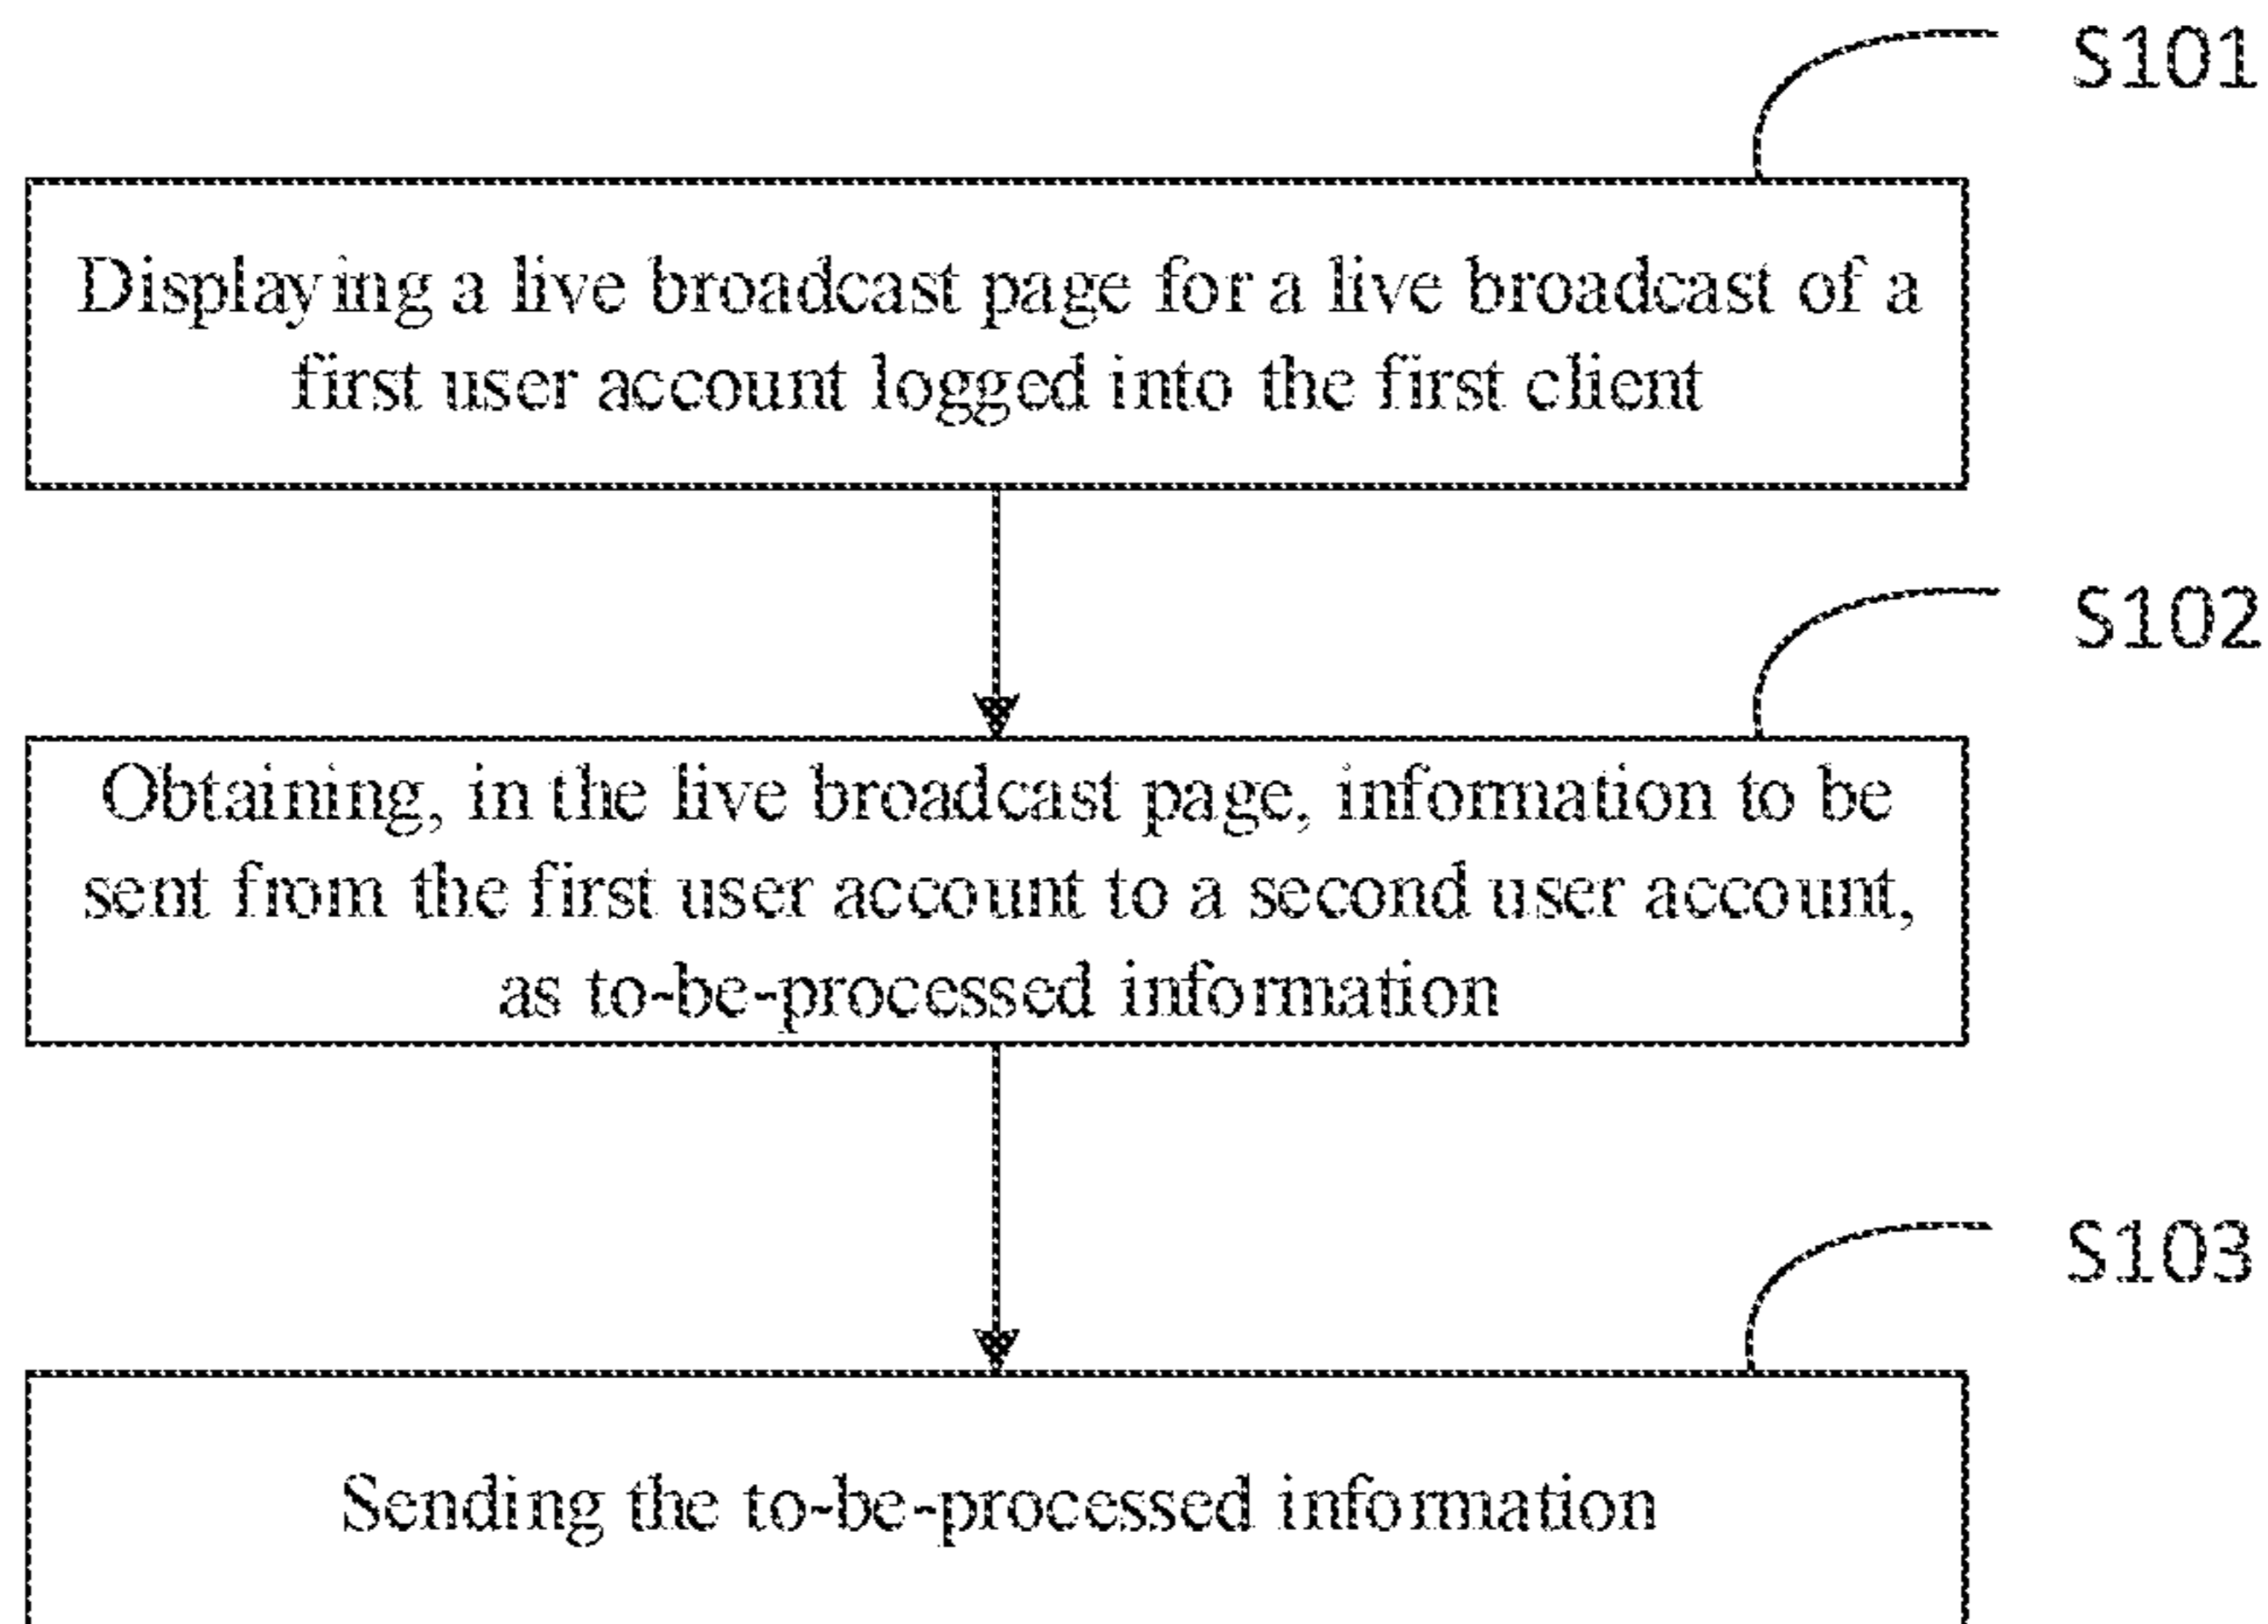 S101
Displaying a live broadcast page for a live broadcast of a
first user account logged into the first client
S102
Obtaining, in the live broadcast page, information to be
sent from the first user account to a second user account,
as to-be-processed information
S103
Sending the to-be-processed information